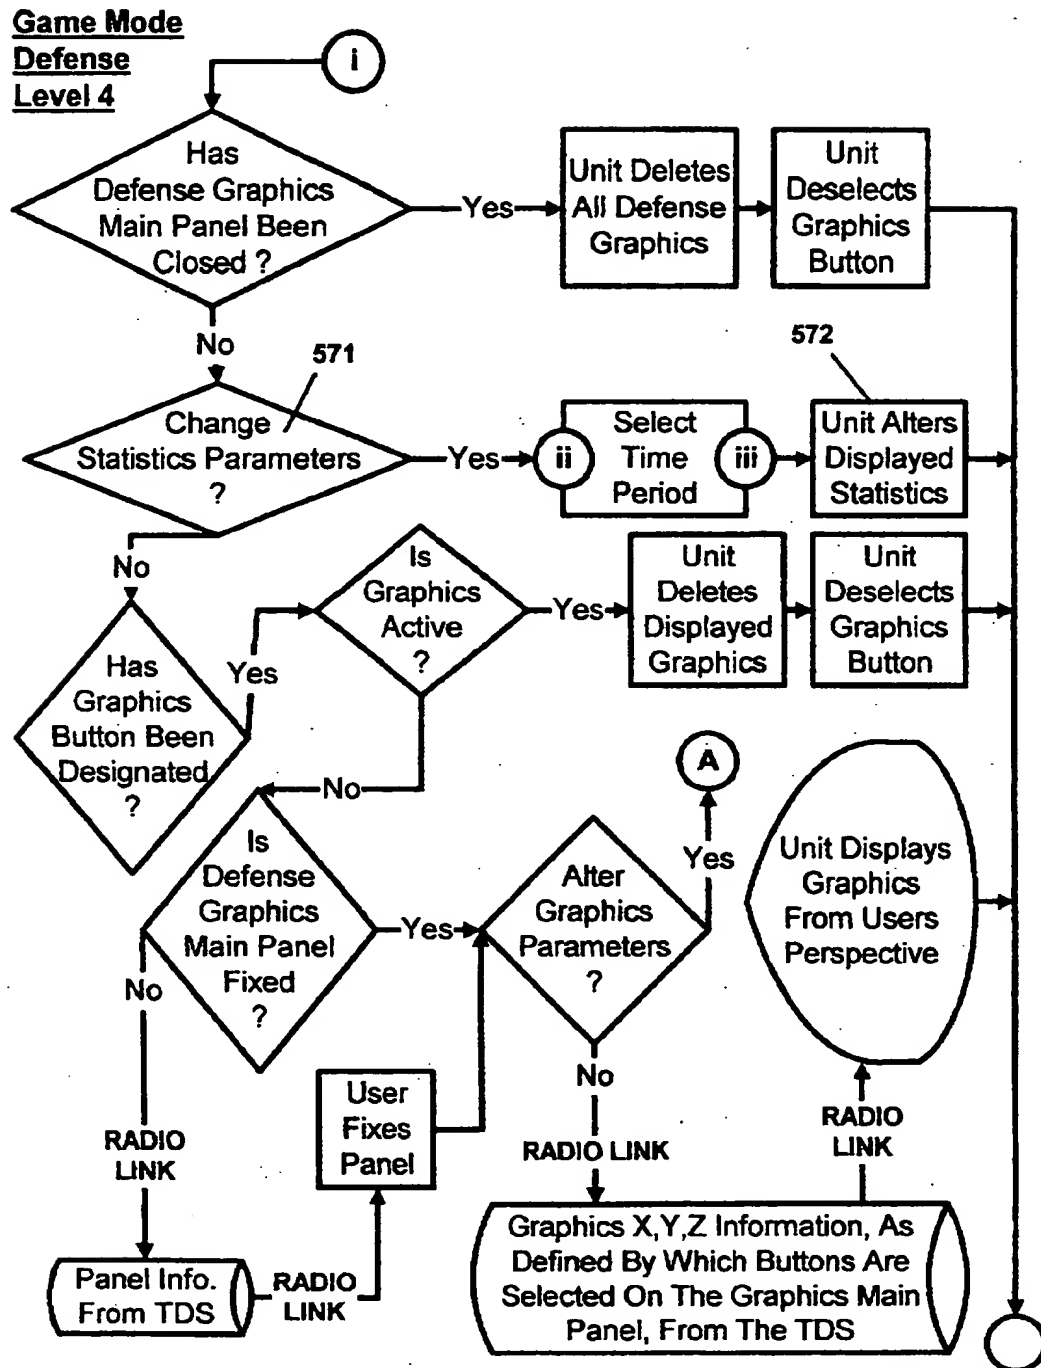 Game Mode
Defense
Level 4
i
Has
Defense Graphics
Main Panel Been
Closed ?
Yes
Unit Deletes
All Defense
Graphics
Unit
Deselects
Graphics
Button
No
571
572
Change
Statistics Parameters
?
Yes
ii
Select
Time
Period
iii
Unit Alters
Displayed
Statistics
No
Is
Graphics
Active
?
Yes
Unit
Deletes
Displayed
Graphics
Unit
Deselects
Graphics
Button
Has
Graphics
Button Been
Designated
?
Yes
No
A
Is
Defense
Graphics
Main Panel
Fixed
?
Yes
Alter
Graphics
Parameters
?
Yes
Unit Displays
Graphics
From Users
Perspective
No
No
User
Fixes
Panel
RADIO
LINK
RADIO LINK
RADIO
LINK
Panel Info.
From TDS
RADIO
LINK
Graphics X,Y,Z Information, As
Defined By Which Buttons Are
Selected On The Graphics Main
Panel, From The TDS